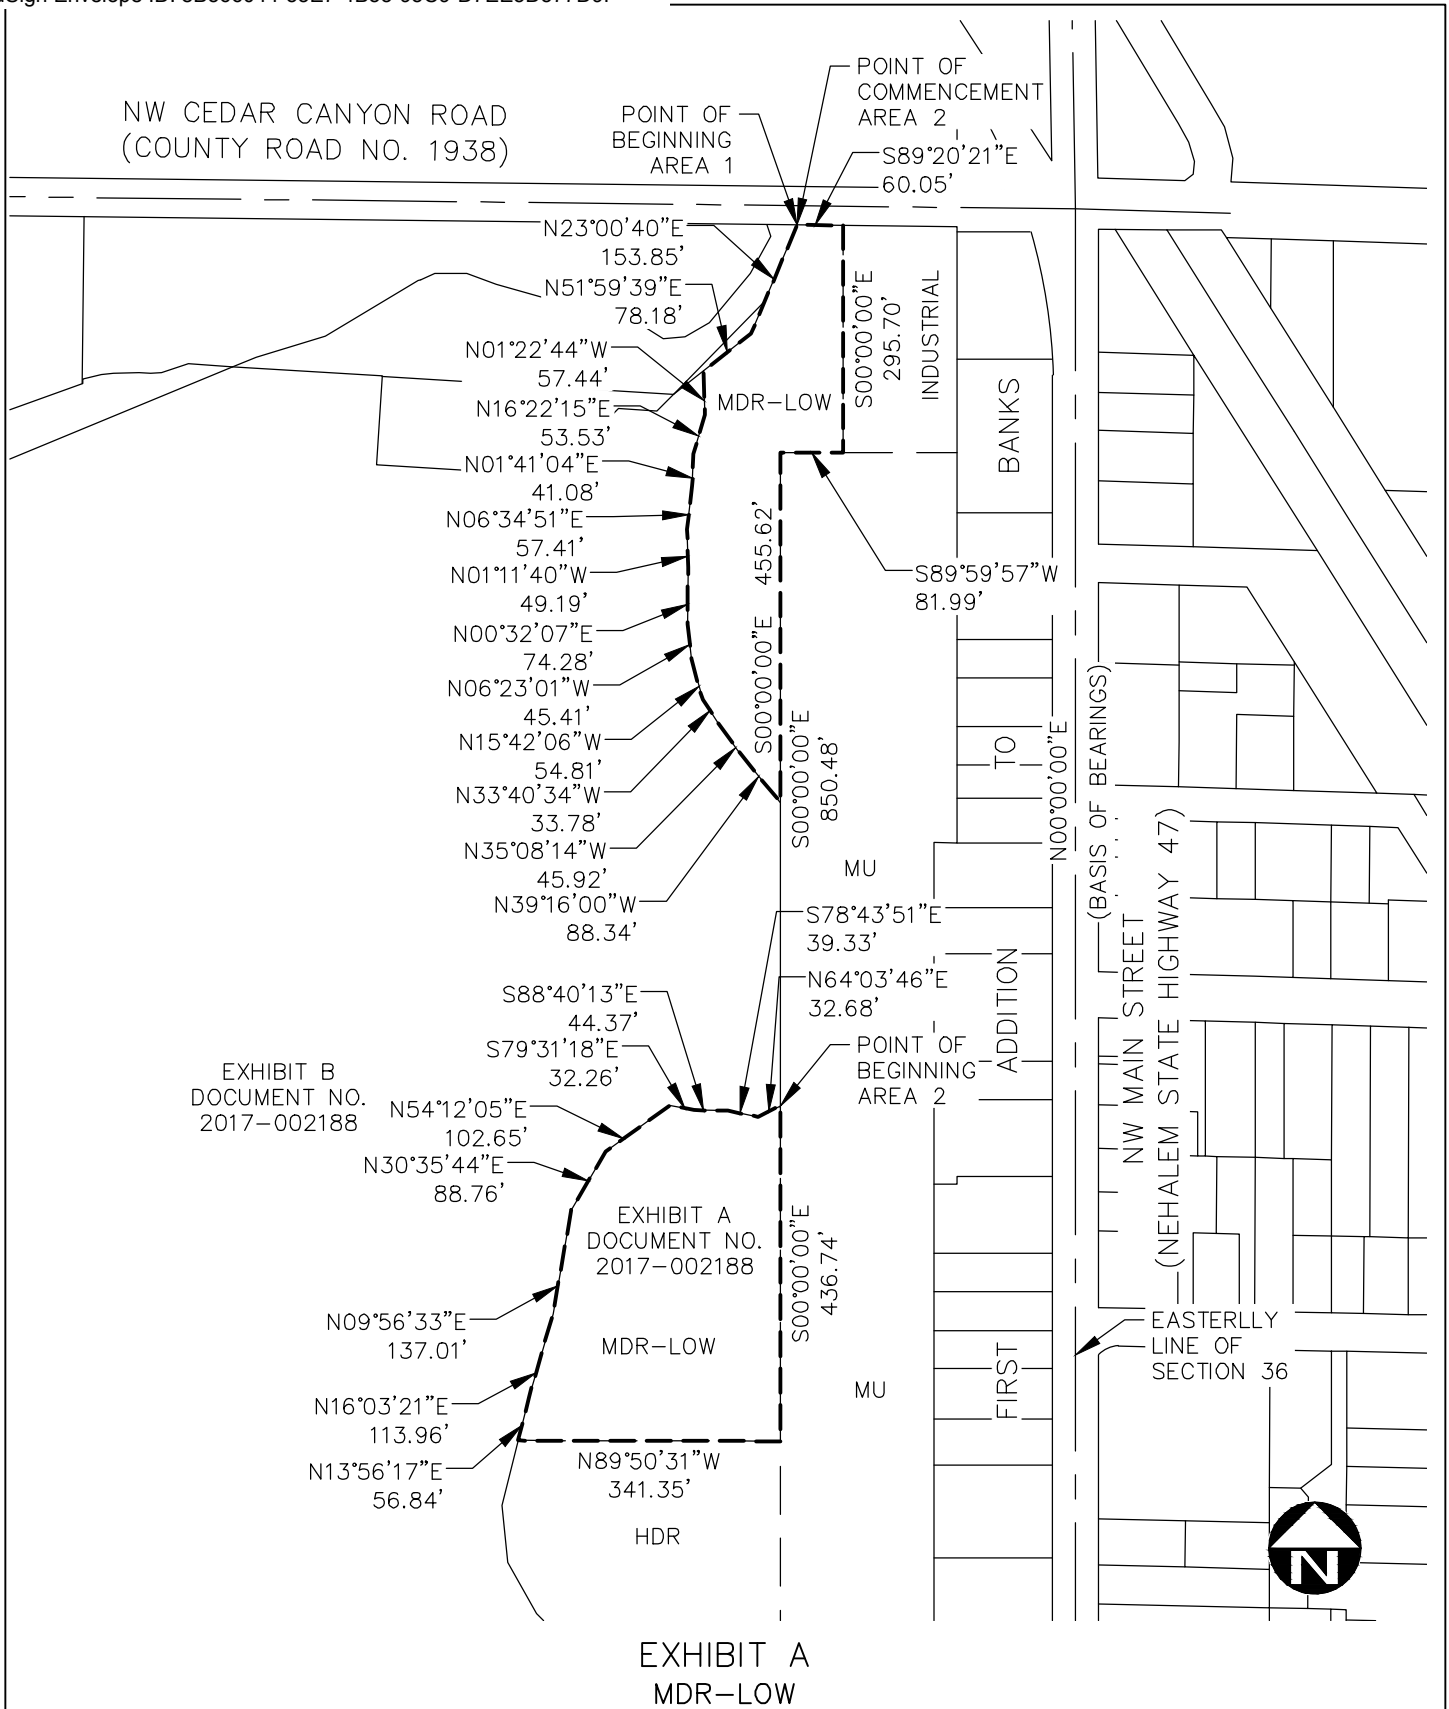 POINT OF
COMMENCEMENT
AREA 2
NW CEDAR CANYON ROAD
(COUNTY ROAD NO. 1938)
POINT OF
BEGINNING
AREA 1
S89°20'21"E
60.05'
N23°00'40"E
153.85'
N51°59'39"E
78.18'
N01°22'44"W
57.44'
N16°22'15"E
53.53'
N01°41'04"E
41.08'
N06°34'51"E
57.41'
N01°11'40"W
49.19'
N00°32'07"E
74.28'
N06°23'01"W
45.41'
N15°42'06"W
54.81'
N33°40'34"W
33.78'
N35°08'14"W
45.92'
N39°16'00"W
88.34'
MDR-LOW
S00°00'00"E
295.70'
INDUSTRIAL
S89°59'57"W
81.99'
S00°00'00"E 455.62'
S00°00'00"E
850.48'
MU
S78°43'51"E
39.33'
N64°03'46"E
32.68'
POINT OF
BEGINNING
AREA 2
S88°40'13"E
44.37'
S79°31'18"E
32.26'
N54°12'05"E
102.65'
N30°35'44"E
88.76'
EXHIBIT B
DOCUMENT NO.
2017-002188
EXHIBIT A
DOCUMENT NO.
2017-002188
MDR-LOW
S00°00'00"E
436.74'
N09°56'33"E
137.01'
N16°03'21"E
113.96'
N13°56'17"E
56.84'
N89°50'31"W
341.35'
HDR
MU
FIRST ADDITION TO BANKS
N00°00'00"E
(BASIS OF BEARINGS)
NW MAIN STREET
(NEHALEM STATE HIGHWAY 47)
EASTERLLY
LINE OF
SECTION 36
N
EXHIBIT A
MDR-LOW